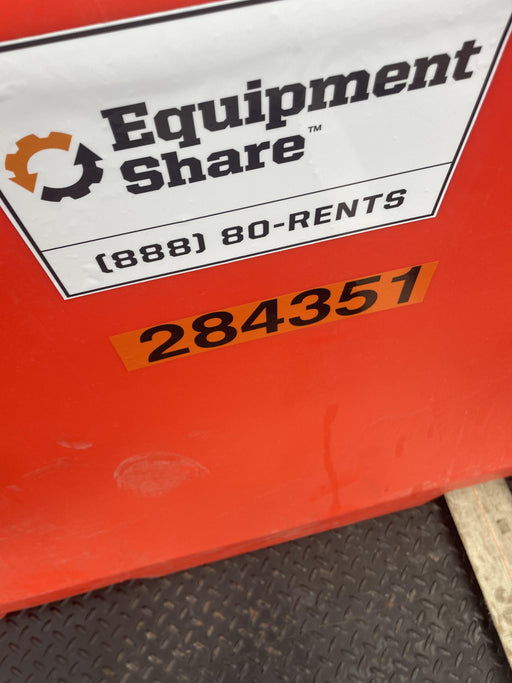 Equipment
Share™
(888) 80-RENTS
284351